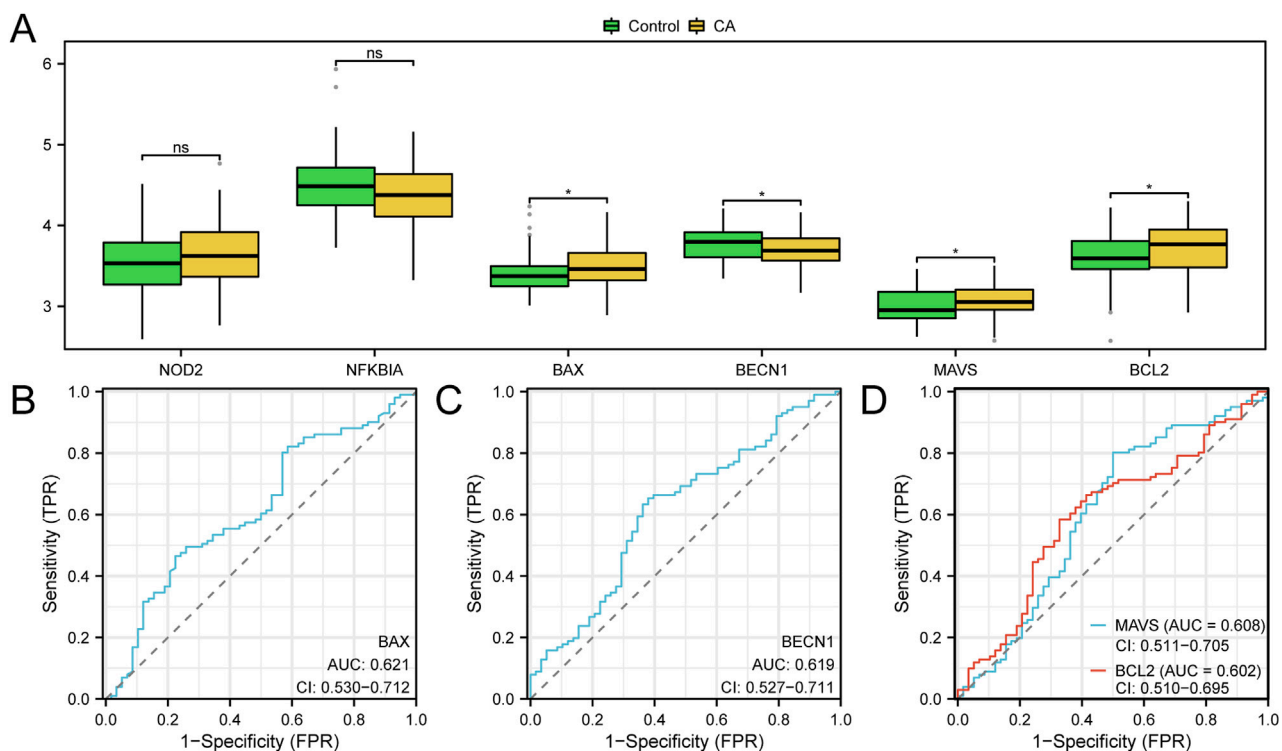 A
Control CA
6
5
4
3
ns
ns
*
*
*
*
NOD2 NFKBIA BAX BECN1 MAVS BCL2
B
1.0
0.8
0.6
0.4
0.2
0.0
Sensitivity (TPR)
BAX
AUC: 0.621
CI: 0.530−0.712
0.0 0.2 0.4 0.6 0.8 1.0
1−Specificity (FPR)
C
1.0
0.8
0.6
0.4
0.2
0.0
Sensitivity (TPR)
BECN1
AUC: 0.619
CI: 0.527−0.711
0.0 0.2 0.4 0.6 0.8 1.0
1−Specificity (FPR)
D
1.0
0.8
0.6
0.4
0.2
0.0
Sensitivity (TPR)
MAVS (AUC = 0.608)
CI: 0.511−0.705
BCL2 (AUC = 0.602)
CI: 0.510−0.695
0.0 0.2 0.4 0.6 0.8 1.0
1−Specificity (FPR)